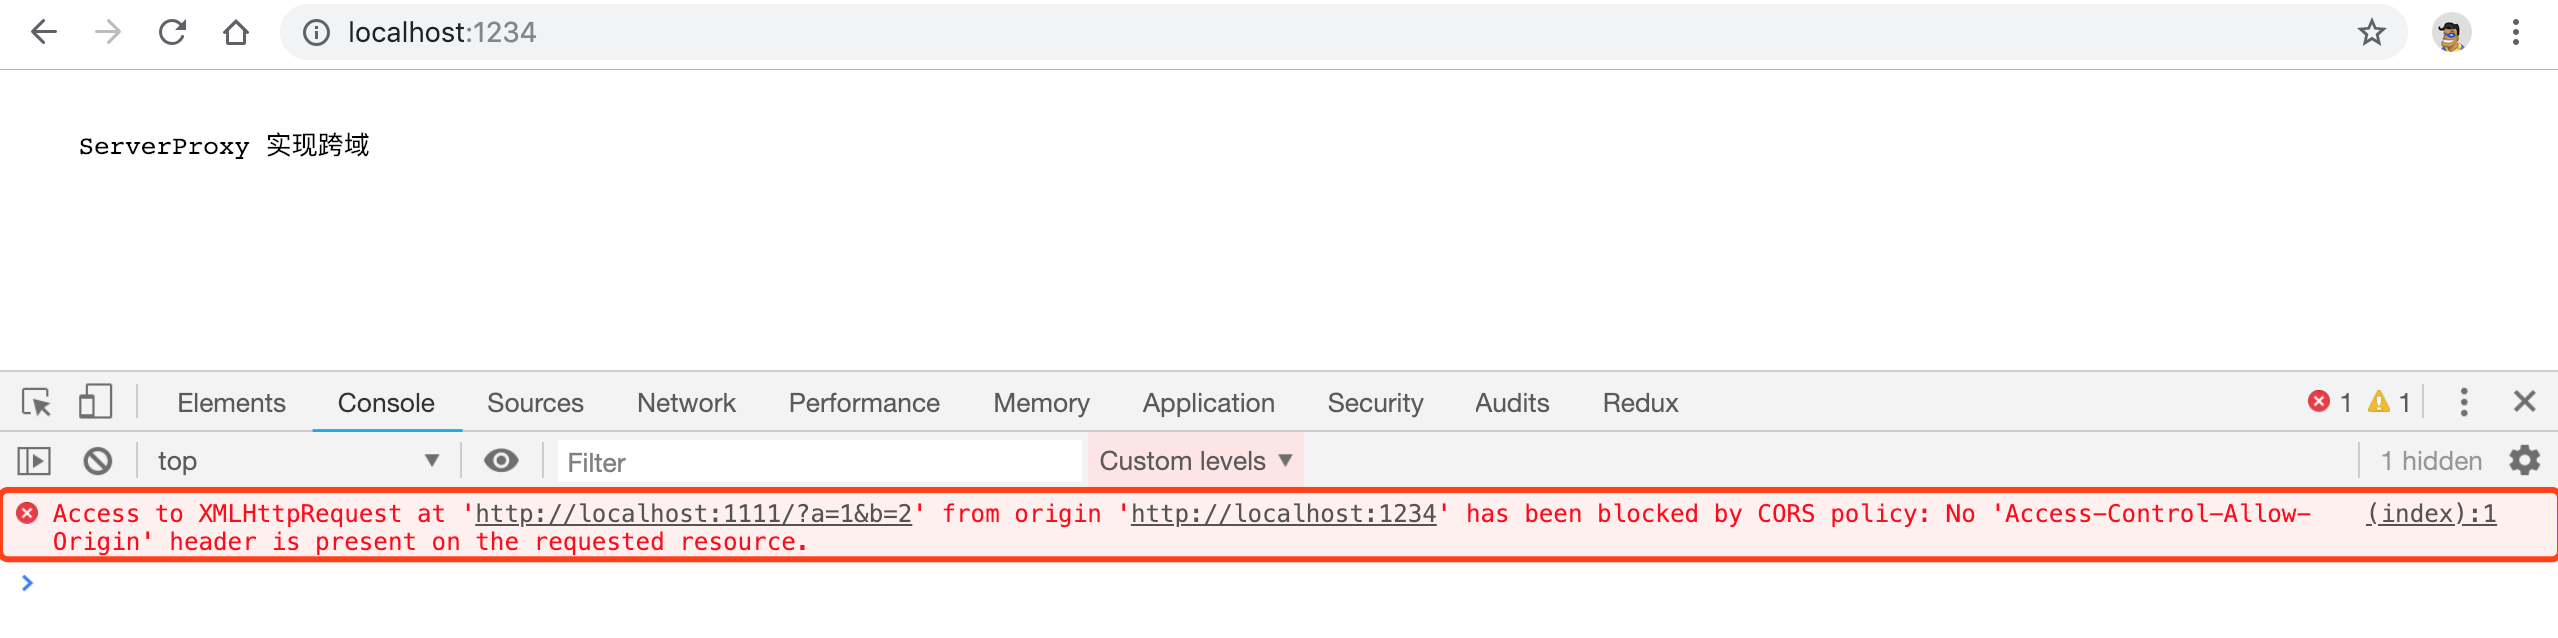 localhost:1234
ServerProxy 实现跨域
Elements Console Sources Network Performance Memory Application Security Audits Redux 1 1
top Filter Custom levels 1 hidden
Access to XMLHttpRequest at 'http://localhost:1111/?a=1&b=2' from origin 'http://localhost:1234' has been blocked by CORS policy: No 'Access-Control-Allow- (index):1
Origin' header is present on the requested resource.